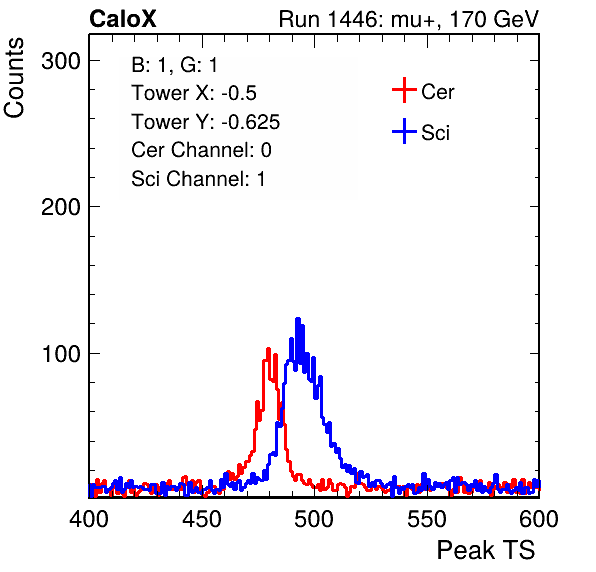 CaloX Run 1446: mu+, 170 GeV
Counts
300
200
100
B: 1, G: 1
Tower X: -0.5
Tower Y: -0.625
Cer Channel: 0
Sci Channel: 1
Cer
Sci
400 450 500 550 600
Peak TS